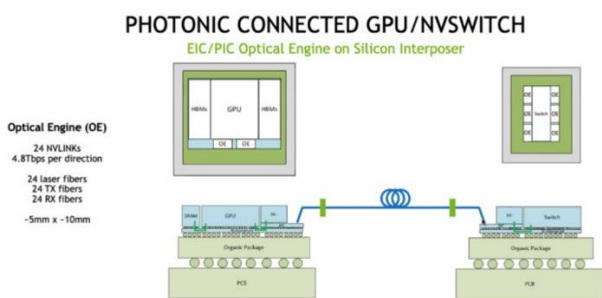 PHOTONIC CONNECTED GPU/NVSWITCH
EIC/PIC Optical Engine on Silicon Interposer
Optical Engine (OE)
24 NVLINKs
4.8Tbps per direction
24 laser fibers
24 TX fibers
24 RX fibers
~5mm x ~10mm
HBMs
GPU
HBMs
OE
OE
OE
OE
OE
Switch
OE
OE
OE
DRAM
GPU
Organic Package
PCB
Switch
Organic Package
PCB